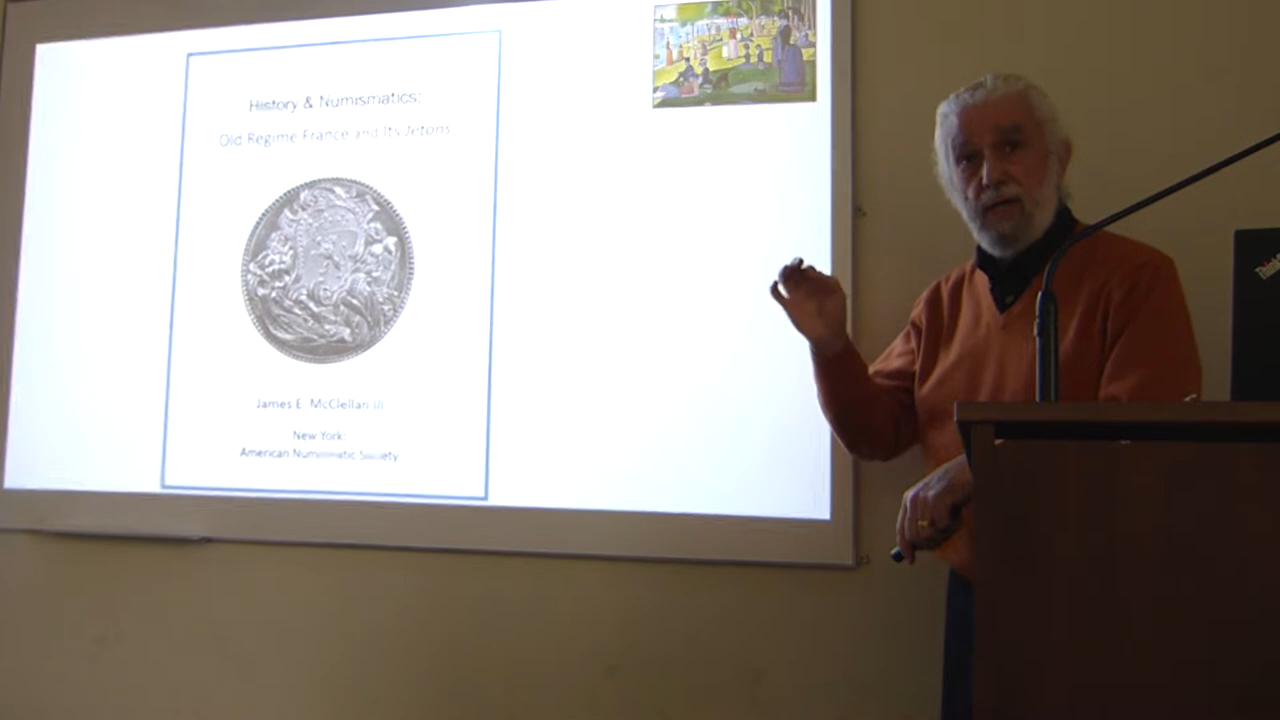 History & Numismatics:
Old Regime France and Its Jetons
James E. McClellan III
New York:
American Numismatic Society